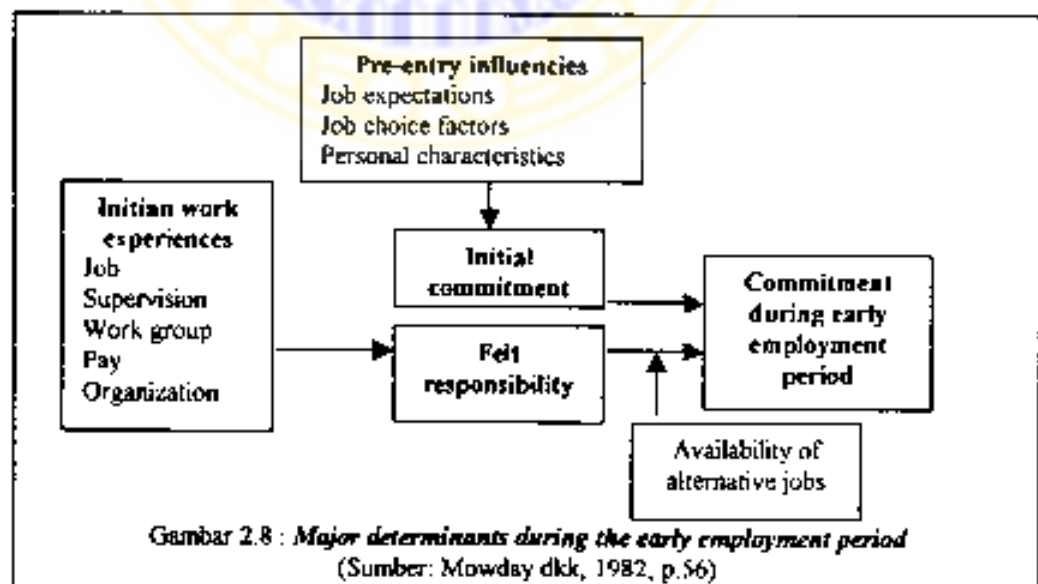 Pre-entry influencies
Job expectations
Job choice factors
Personal characteristics
Initian work
experiences
Job
Supervision
Work group
Pay
Organization
Initial
commitment
Felt
responsibility
Commitment
during early
employment
period
Availability of
alternative jobs
Gambar 2.8 : Major determinants during the early employment period
(Sumber: Mowday dkk, 1982, p.56)